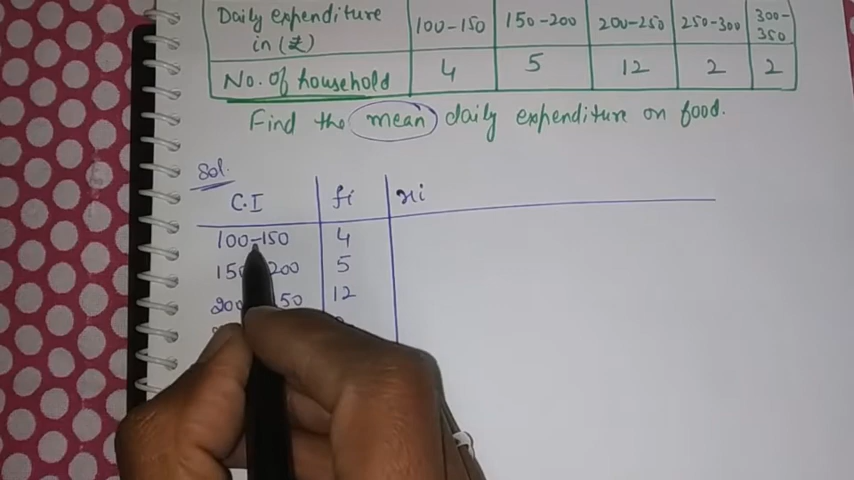 Daily expenditure in (₹) 100-150 150-200 200-250 250-300 300-350
No. of household 4 5 12 2 2
Find the mean daily expenditure on food.
Sol.
C.I fi xi
100-150 4
5
12